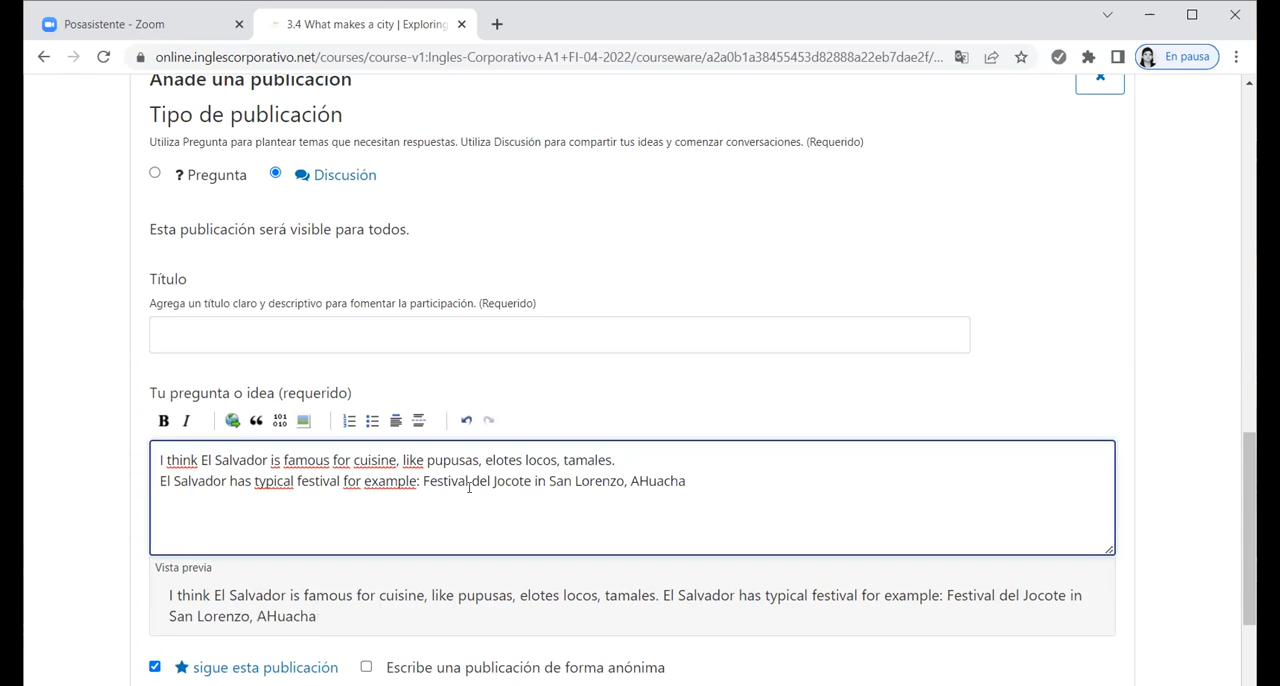 Posasistente - Zoom
3.4 What makes a city | Exploring
online.inglescorporativo.net/courses/course-v1:Ingles-Corporativo+A1+FI-04-2022/courseware/a2a0b1a38455453d82888a22eb7dae2f/...
En pausa
Añade una publicación
Tipo de publicación
Utiliza Pregunta para plantear temas que necesitan respuestas. Utiliza Discusión para compartir tus ideas y comenzar conversaciones. (Requerido)
? Pregunta Discusión
Esta publicación será visible para todos.
Título
Agrega un título claro y descriptivo para fomentar la participación. (Requerido)
Tu pregunta o idea (requerido)
B I 101 010
I think El Salvador is famous for cuisine, like pupusas, elotes locos, tamales.
El Salvador has typical festival for example: Festival del Jocote in San Lorenzo, AHuacha
Vista previa
I think El Salvador is famous for cuisine, like pupusas, elotes locos, tamales. El Salvador has typical festival for example: Festival del Jocote in
San Lorenzo, AHuacha
sigue esta publicación Escribe una publicación de forma anónima